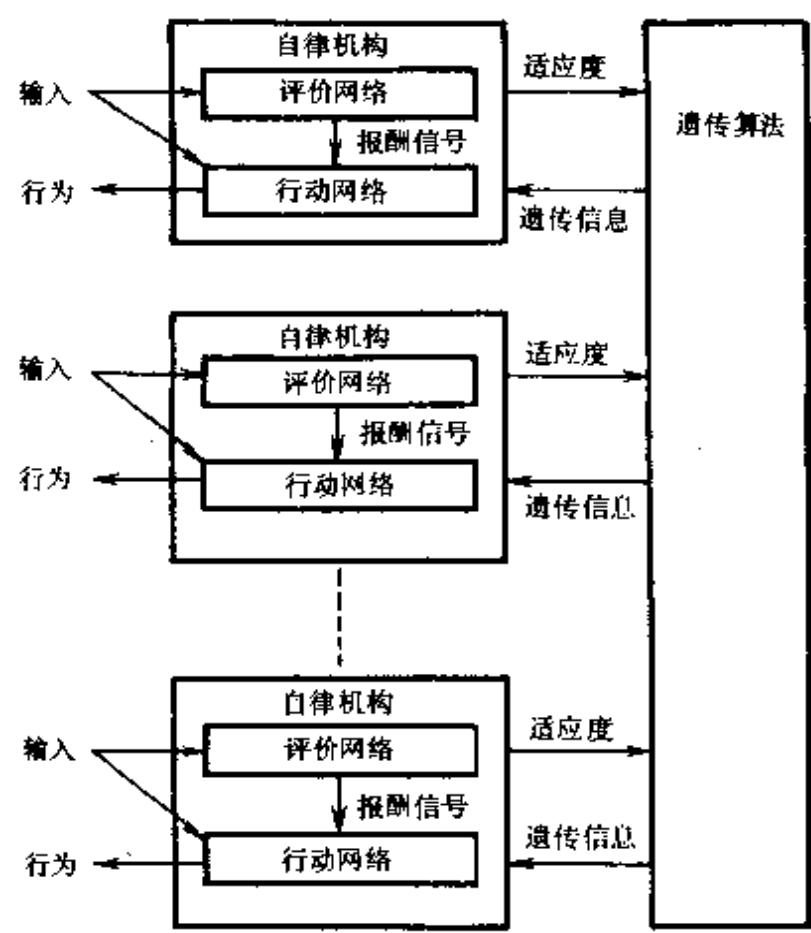 自律机构
适应度
输入
评价网络
遗传算法
报酬信号
行为
行动网络
遗传信息
自律机构
适应度
输入
评价网络
报酬信号
行为
行动网络
遗传信息
自律机构
适应度
输入
评价网络
报酬信号
遗传信息
行为
行动网络